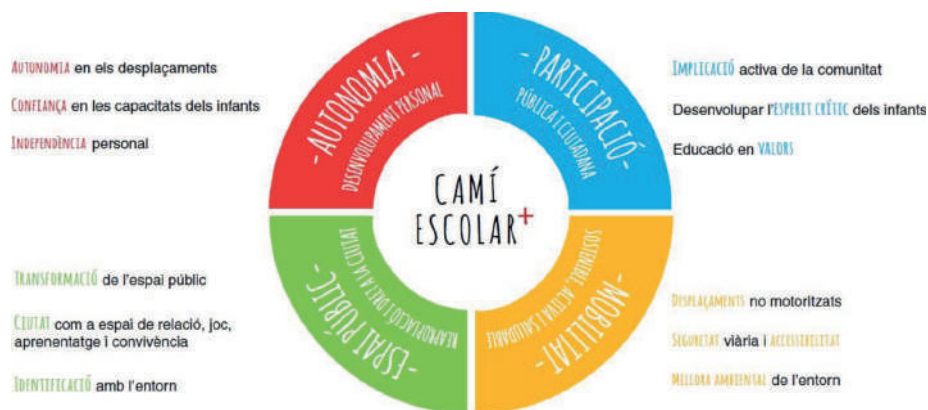 AUTONOMIA en els desplaçaments
CONFIANÇA en les capacitats dels infants
INDEPENDÈNCIA personal
- AUTONOMIA -
DESENVOLUPAMENT PERSONAL
- PARTICIPACIÓ -
PÚBLICA I CIUTADANA
IMPLICACIÓ activa de la comunitat
Desenvolupar l'ESPERIT CRÍTIC dels infants
Educació en VALORS
CAMÍ
ESCOLAR+
TRANSFORMACIÓ de l'espai públic
CIUTAT com a espai de relació, joc,
aprenentatge i convivència
IDENTIFICACIÓ amb l'entorn
- ESPAI PÚBLIC -
REAPROPIACIÓ I DRET A LA CIUTAT
- MOBILITAT -
SOSTENIBLE, ACTIVA I SALUDABLE
DESPLAÇAMENTS no motoritzats
SEGURETAT viària i ACCESSIBILITAT
MILLORA AMBIENTAL de l'entorn